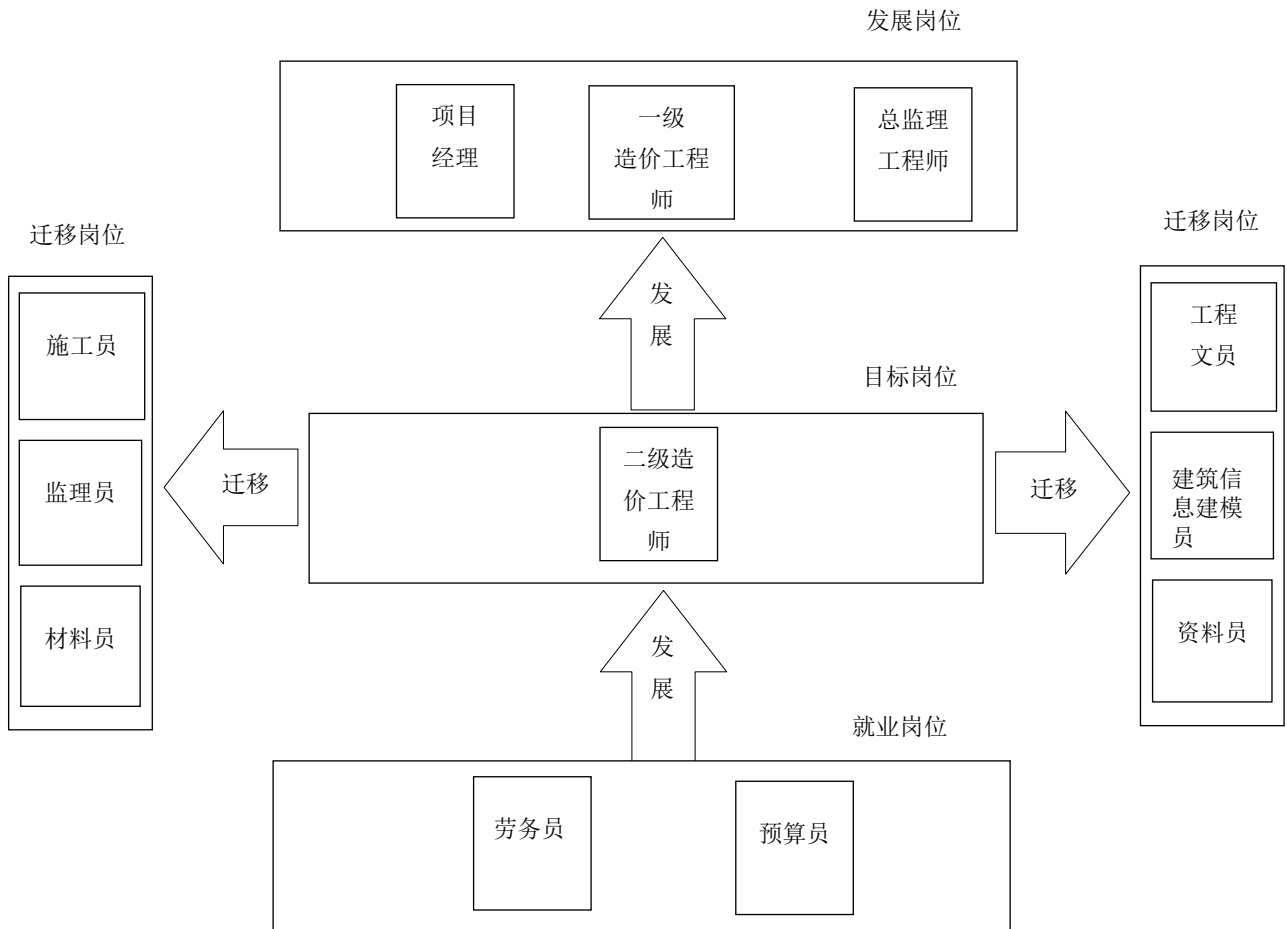 发展岗位
项目
经理
一级
造价工程
师
总监理
工程师
迁移岗位
施工员
监理员
材料员
迁移岗位
工程
文员
建筑信
息建模
员
资料员
发
展
目标岗位
迁移
二级造
价工程
师
迁移
发
展
就业岗位
劳务员
预算员